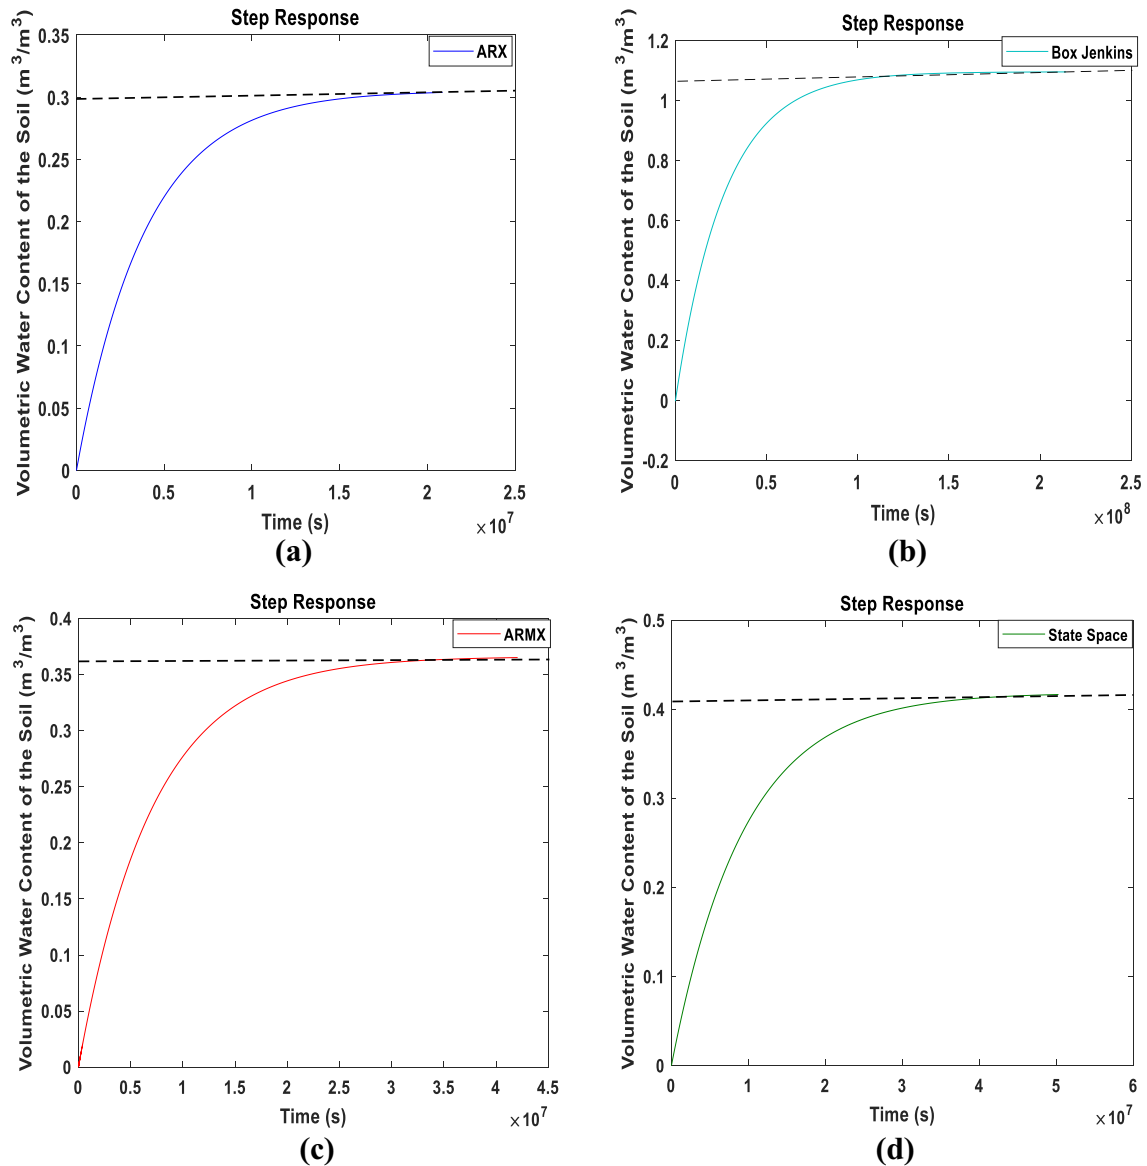 Step Response
Volumetric Water Content of the Soil (m³/m³)
ARX
0.35
0.3
0.25
0.2
0.15
0.1
0.05
0
0 0.5 1 1.5 2 2.5
Time (s)
×10⁷
(a)
Step Response
Volumetric Water Content of the Soil (m³/m³)
Box Jenkins
1.2
1
0.8
0.6
0.4
0.2
0
-0.2
0 0.5 1 1.5 2 2.5
Time (s)
×10⁸
(b)
Step Response
Volumetric Water Content of the Soil (m³/m³)
ARMX
0.4
0.35
0.3
0.25
0.2
0.15
0.1
0.05
0
0 0.5 1 1.5 2 2.5 3 3.5 4 4.5
Time (s)
×10⁷
(c)
Step Response
Volumetric Water Content of the Soil (m³/m³)
State Space
0.5
0.4
0.3
0.2
0.1
0
0 1 2 3 4 5 6
Time (s)
×10⁷
(d)